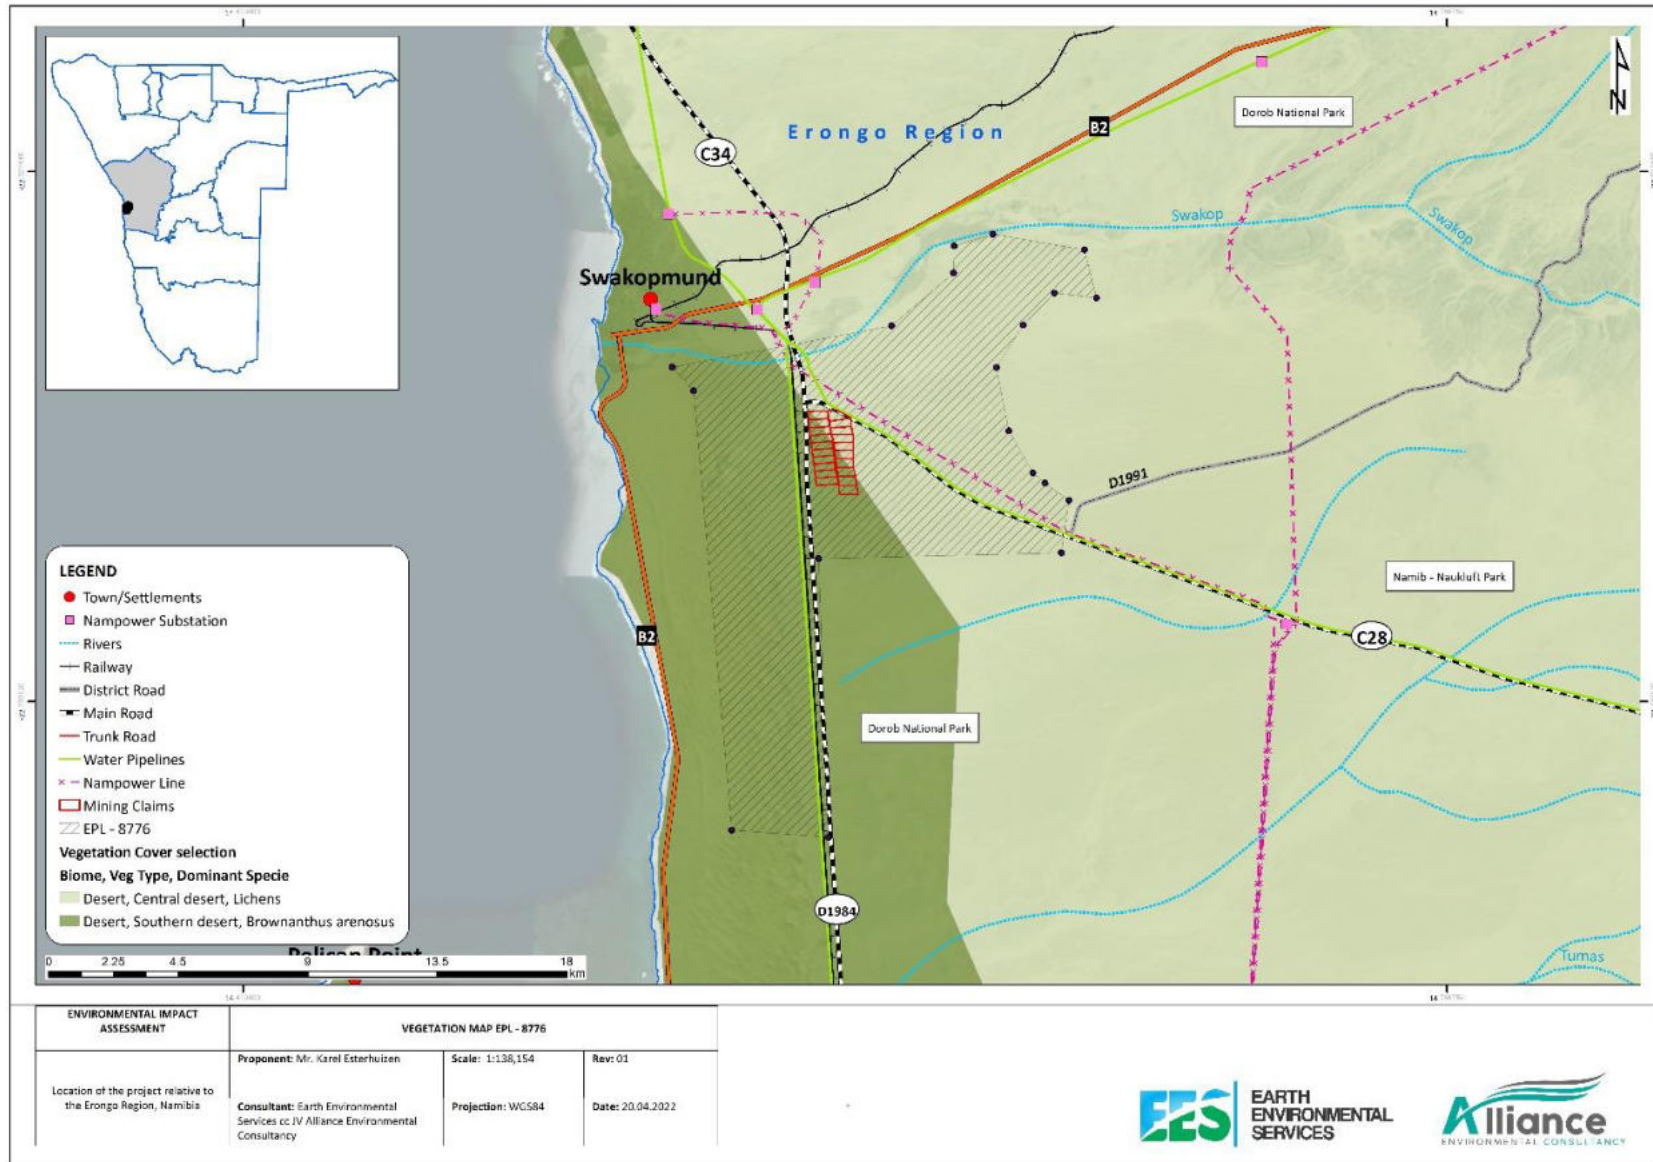 Erongo Region
Dorob National Park
B2
C34
Swakop
Swakop
Swakopmund
D1991
Namib - Naukluft Park
B2
C28
Dorob National Park
D1984
Tumas
N
LEGEND
Town/Settlements
Nampower Substation
Rivers
Railway
District Road
Main Road
Trunk Road
Water Pipelines
Nampower Line
Mining Claims
EPL - 8776
Vegetation Cover selection
Biome, Veg Type, Dominant Specie
Desert, Central desert, Lichens
Desert, Southern desert, Brownanthus arenosus
Pelican Point
0 2.25 4.5 9 13.5 18
km
ENVIRONMENTAL IMPACT
ASSESSMENT
VEGETATION MAP EPL - 8776
Location of the project relative to
the Erongo Region, Namibia
Proponent: Mr. Karel Esterhuizen
Scale: 1:138,154
Rev: 01
Consultant: Earth Environmental
Services cc JV Alliance Environmental
Consultancy
Projection: WGS84
Date: 20.04.2022
EES
EARTH
ENVIRONMENTAL
SERVICES
Alliance
ENVIRONMENTAL CONSULTANCY